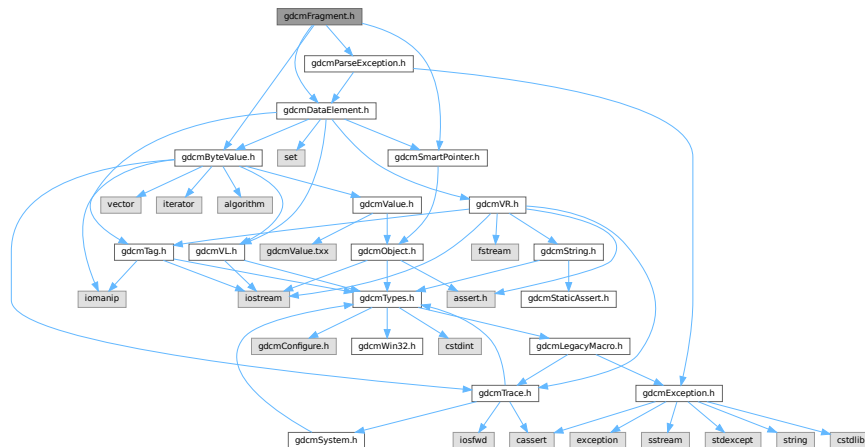 gdcmFragment.h
gdcmParseException.h
gdcmDataElement.h
gdcmByteValue.h
set
gdcmSmartPointer.h
vector
iterator
algorithm
gdcmValue.h
gdcmVR.h
gdcmTag.h
gdcmVL.h
gdcmValue.txx
gdcmObject.h
fstream
gdcmString.h
iomanip
iostream
gdcmTypes.h
assert.h
gdcmStaticAssert.h
gdcmConfigure.h
gdcmWin32.h
cstdint
gdcmLegacyMacro.h
gdcmTrace.h
gdcmException.h
gdcmSystem.h
iosfwd
cassert
exception
sstream
stdexcept
string
cstdlib